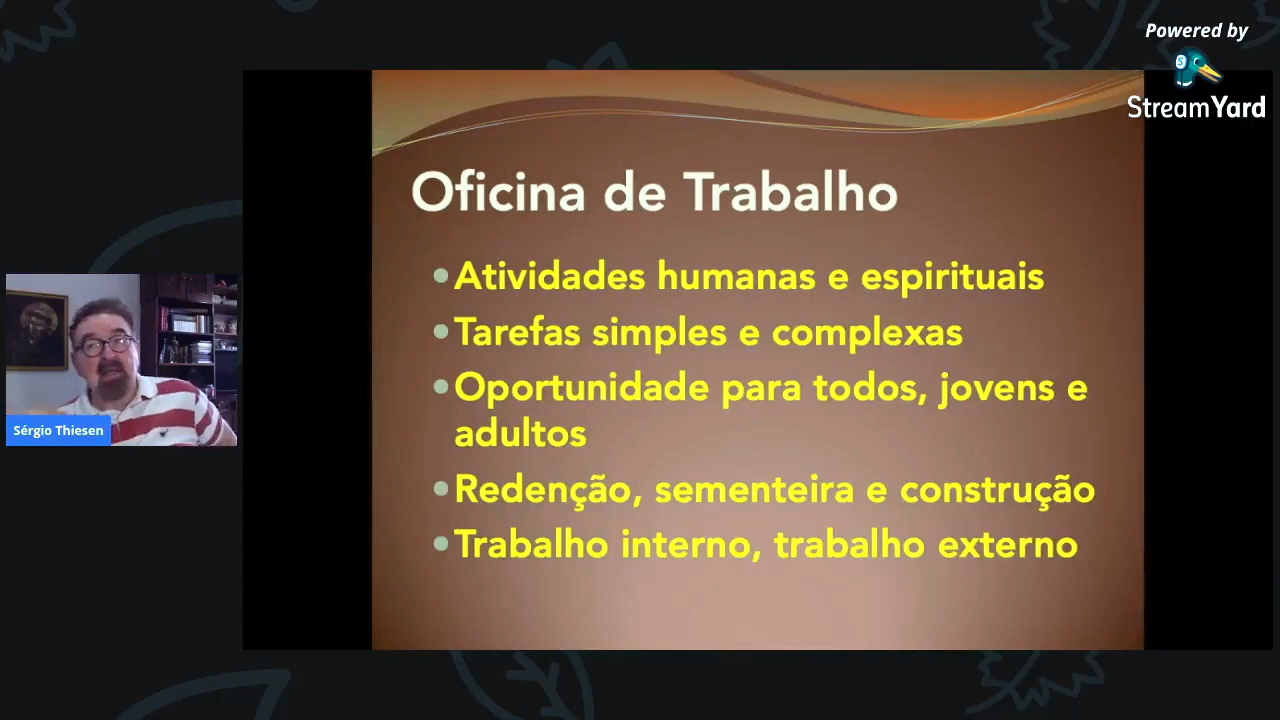 Powered by
StreamYard
Oficina de Trabalho
•Atividades humanas e espirituais
•Tarefas simples e complexas
•Oportunidade para todos, jovens e
adultos
•Redenção, sementeira e construção
•Trabalho interno, trabalho externo
Sérgio Thiesen